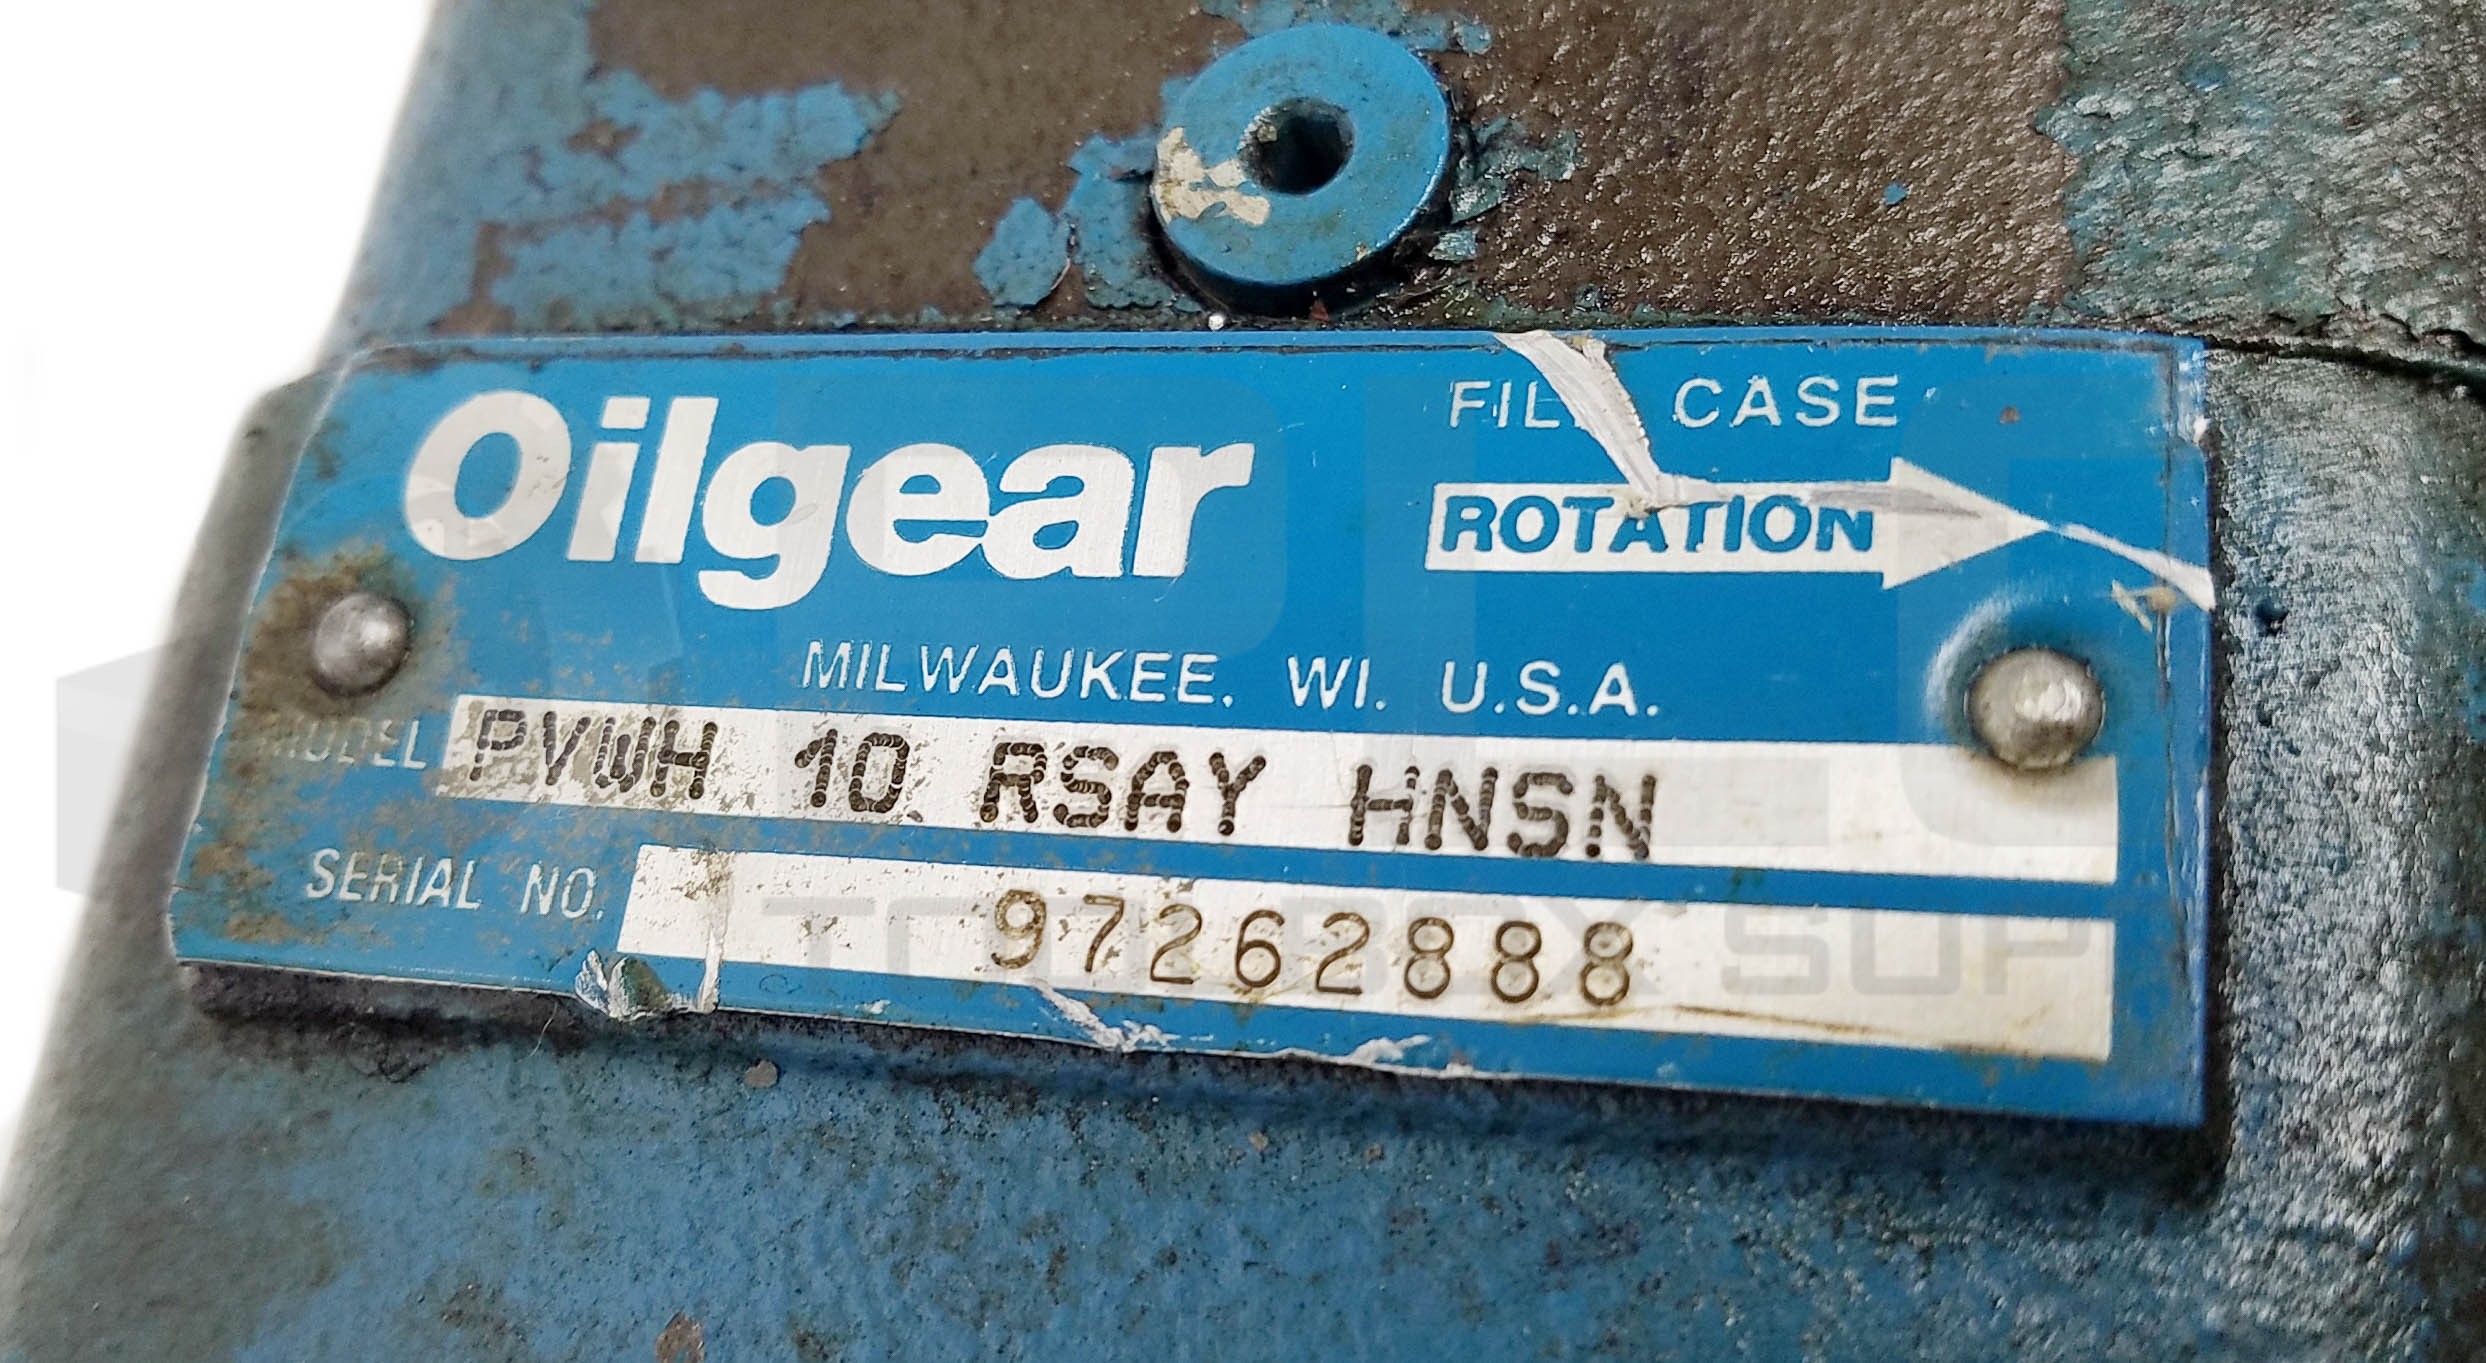 Oilgear
FILL CASE
ROTATION
MILWAUKEE, WI. U.S.A.
MODEL PVWH 10 RSAY HNSN
SERIAL NO. 97262888